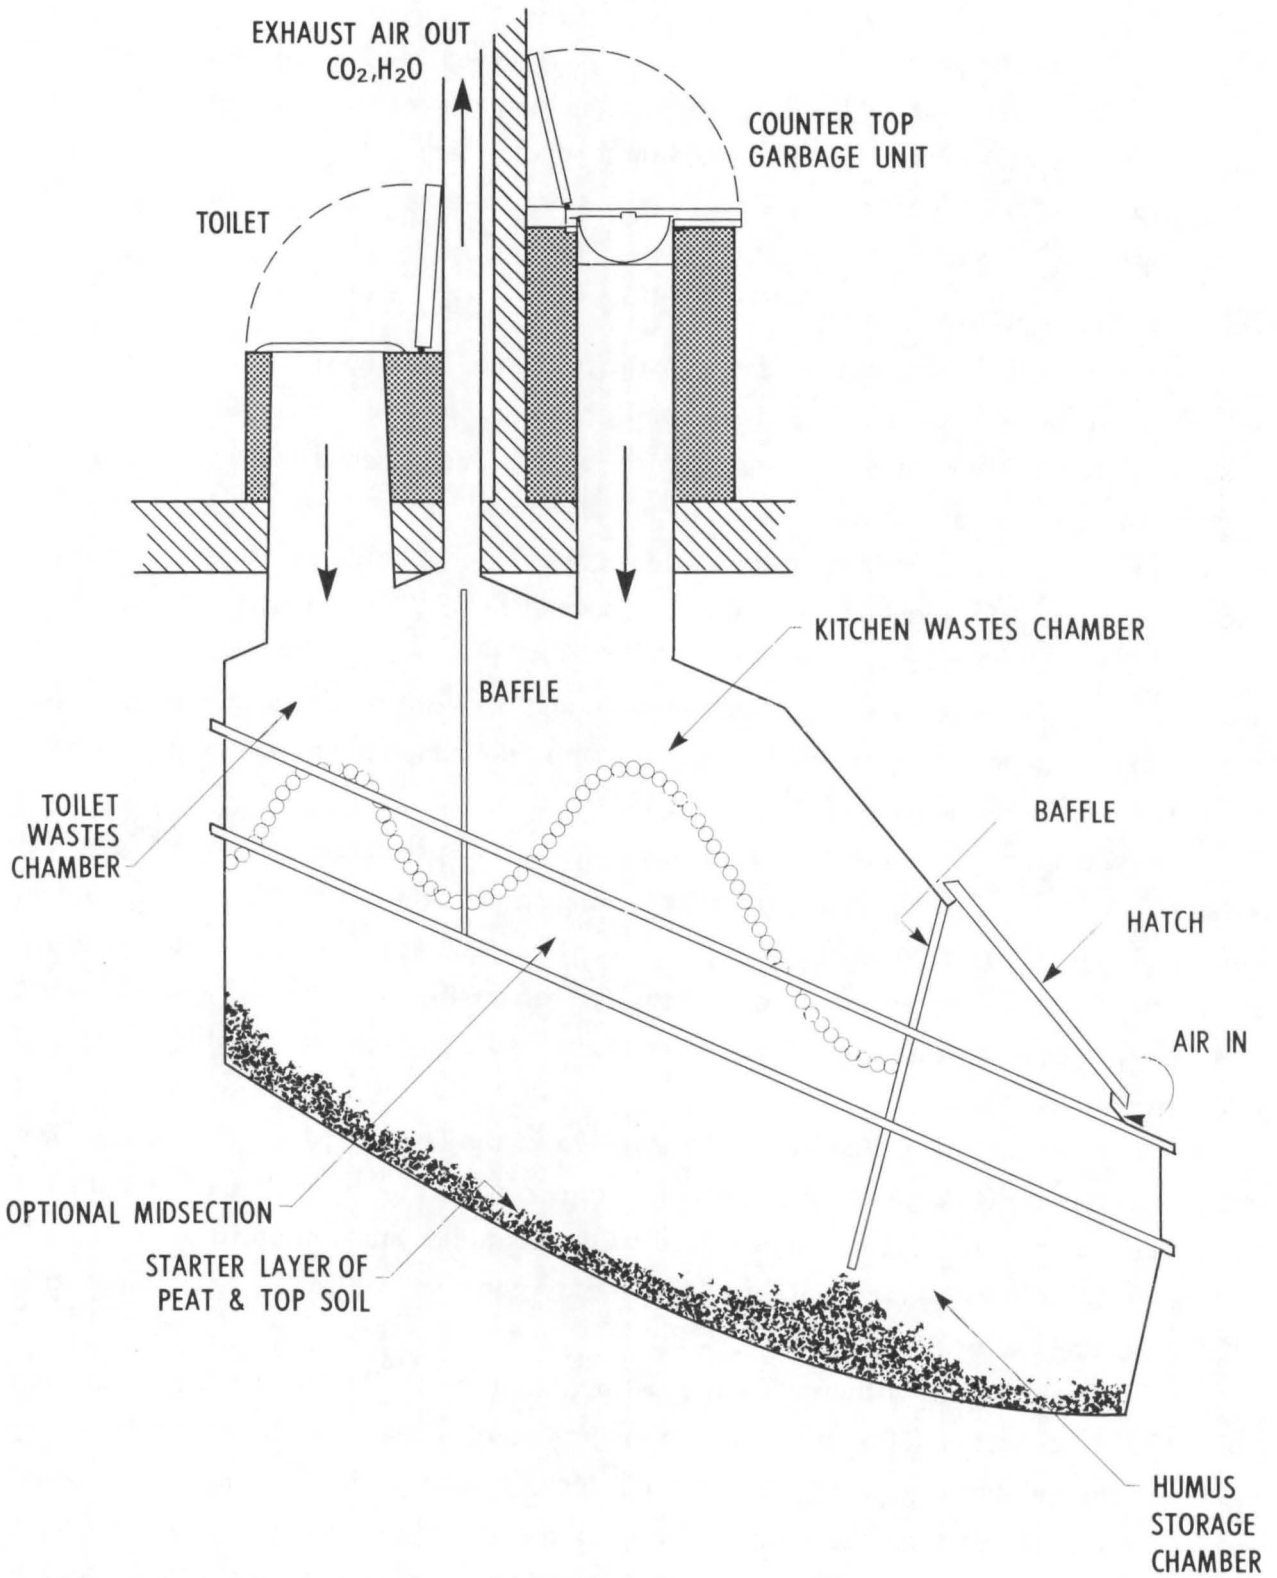 EXHAUST AIR OUT
CO₂,H₂O
COUNTER TOP
GARBAGE UNIT
TOILET
KITCHEN WASTES CHAMBER
BAFFLE
TOILET
WASTES
CHAMBER
BAFFLE
HATCH
AIR IN
OPTIONAL MIDSECTION
STARTER LAYER OF
PEAT & TOP SOIL
HUMUS
STORAGE
CHAMBER